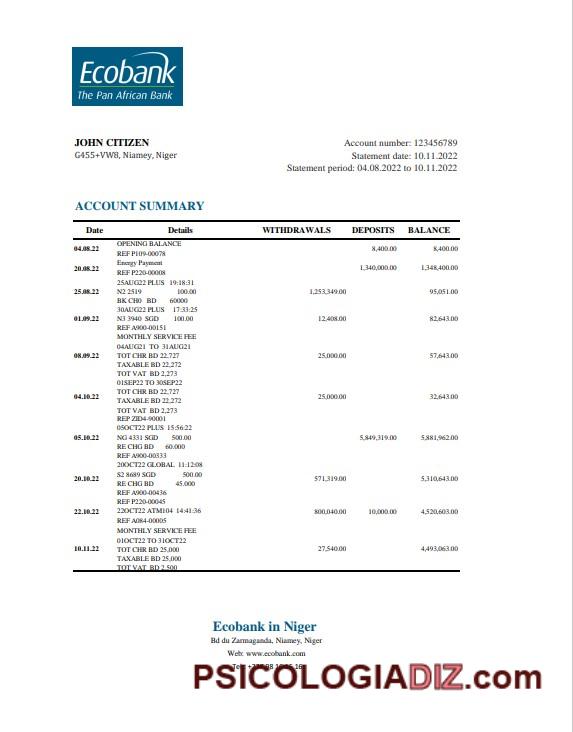 Ecobank
The Pan African Bank
JOHN CITIZEN
G455+VW8, Niamey, Niger
Account number: 123456789
Statement date: 10.11.2022
Statement period: 04.08.2022 to 10.11.2022
ACCOUNT SUMMARY
Date Details WITHDRAWALS DEPOSITS BALANCE
OPENING BALANCE
04.08.22 8,400.00 8,400.00
REF P109-00078
Energy Payment
20.08.22 1,340,000.00 1,348,400.00
REF P220-00008
25AUG22 PLUS 19:18:31
25.08.22 N2 2519 100.00 1,253,349.00 95,051.00
BK CH0 BD 60000
30AUG22 PLUS 17:33:25
01.09.22 N3 3940 SGD 100.00 12,408.00 82,643.00
REF A900-00151
MONTHLY SERVICE FEE
04AUG21 TO 31AUG21
08.09.22 TOT CHR BD 22,727 25,000.00 57,643.00
TAXABLE BD 22,272
TOT VAT BD 2,273
01SEP22 TO 30SEP22
TOT CHR BD 22,727
04.10.22 25,000.00 32,643.00
TAXABLE BD 22,272
TOT VAT BD 2,273
REP ZID4-90001
05OCT22 PLUS 15:56:22
05.10.22 NG 4331 SGD 500.00 5,849,319.00 5,881,962.00
RE CHG BD 60.000
REF A900-00333
20OCT22 GLOBAL 11:12:08
S2 8689 SGD 500.00
20.10.22 571,319.00 5,310,643.00
RE CHG BD 45.000
REF A900-00436
REF P220-00045
22.10.22 22OCT22 ATM104 14:41:36 800,040.00 10,000.00 4,520,603.00
REF A084-00005
MONTHLY SERVICE FEE
01OCT22 TO 31OCT22
10.11.22 TOT CHR BD 25,000 27,540.00 4,493,063.00
TAXABLE BD 25,000
TOT VAT BD 2,500
Ecobank in Niger
Bd du Zarmaganda, Niamey, Niger
Web: www.ecobank.com
PSICOLOGIADIZ.com